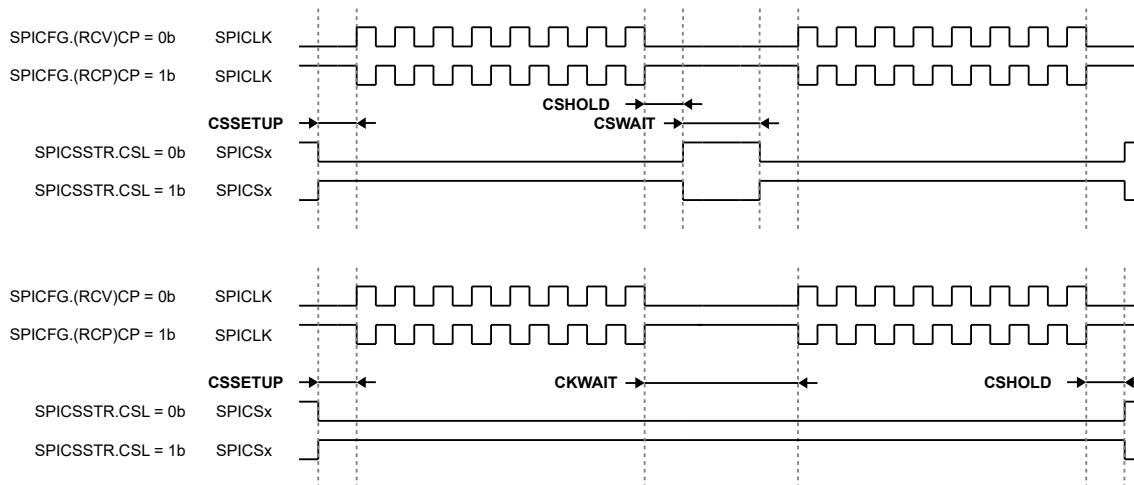 SPICFG.(RCV)CP = 0b SPICLK
SPICFG.(RCP)CP = 1b SPICLK
CSHOLD
CSSETUP CSWAIT
SPICSSTR.CSL = 0b SPICSx
SPICSSTR.CSL = 1b SPICSx
SPICFG.(RCV)CP = 0b SPICLK
SPICFG.(RCP)CP = 1b SPICLK
CSSETUP CKWAIT CSHOLD
SPICSSTR.CSL = 0b SPICSx
SPICSSTR.CSL = 1b SPICSx